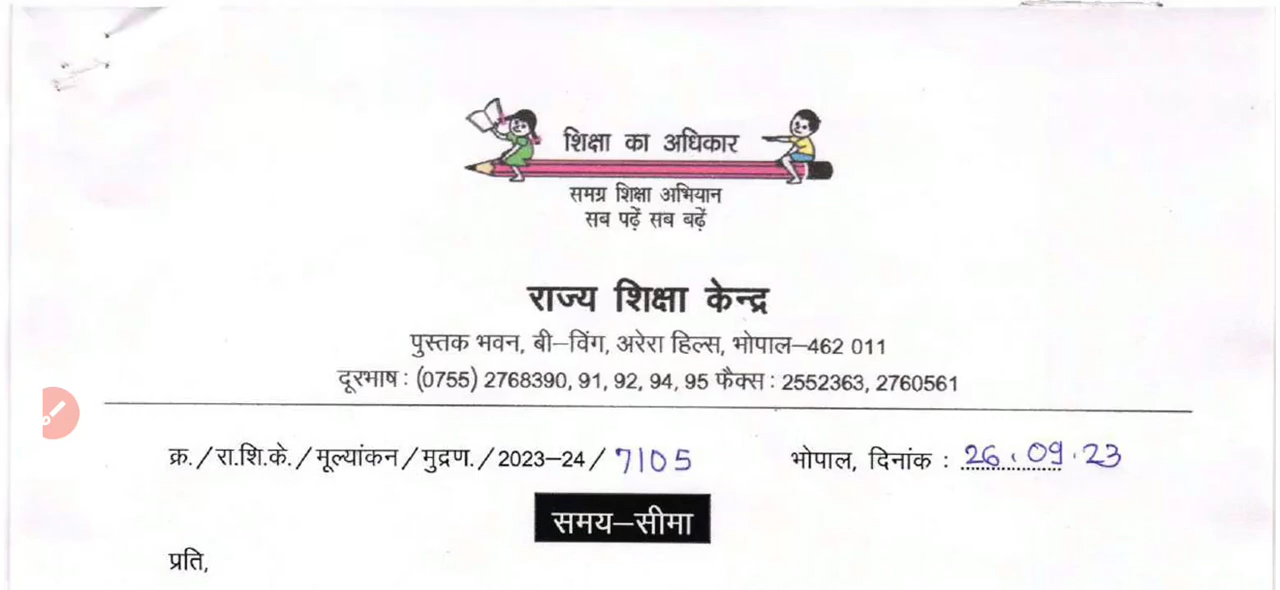 शिक्षा का अधिकार
समग्र शिक्षा अभियान
सब पढ़ें सब बढ़ें
राज्य शिक्षा केन्द्र
पुस्तक भवन, बी–विंग, अरेरा हिल्स, भोपाल–462 011
दूरभाष : (0755) 2768390, 91, 92, 94, 95 फैक्स : 2552363, 2760561
क्र./रा.शि.के./मूल्यांकन/मुद्रण./2023–24/ 7105 भोपाल, दिनांक : 26.09.23
समय–सीमा
प्रति,